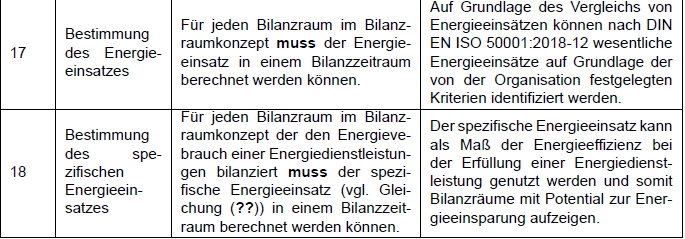 17
Bestimmung
des Energie-
einsatzes
Für jeden Bilanzraum im Bilanz-
raumkonzept muss der Energie-
einsatz in einem Bilanzzeitraum
berechnet werden können.
Auf Grundlage des Vergleichs von
Energieeinsätzen können nach DIN
EN ISO 50001:2018-12 wesentliche
Energieeinsätze auf Grundlage der
von der Organisation festgelegten
Kriterien identifiziert werden.
18
Bestimmung
des spe-
zifischen
Energieein-
satzes
Für jeden Bilanzraum im Bilanz-
raumkonzept der den Energieve-
brauch einer Energiedienstleistun-
gen bilanziert muss der spezi-
fische Energieeinsatz (vgl. Glei-
chung (??)) in einem Bilanzzeit-
raum berechnet werden können.
Der spezifische Energieeinsatz kann
als Maß der Energieeffizienz bei
der Erfüllung einer Energiedienst-
leistung genutzt werden und somit
Bilanzräume mit Potential zur Ener-
gieeinsparung aufzeigen.